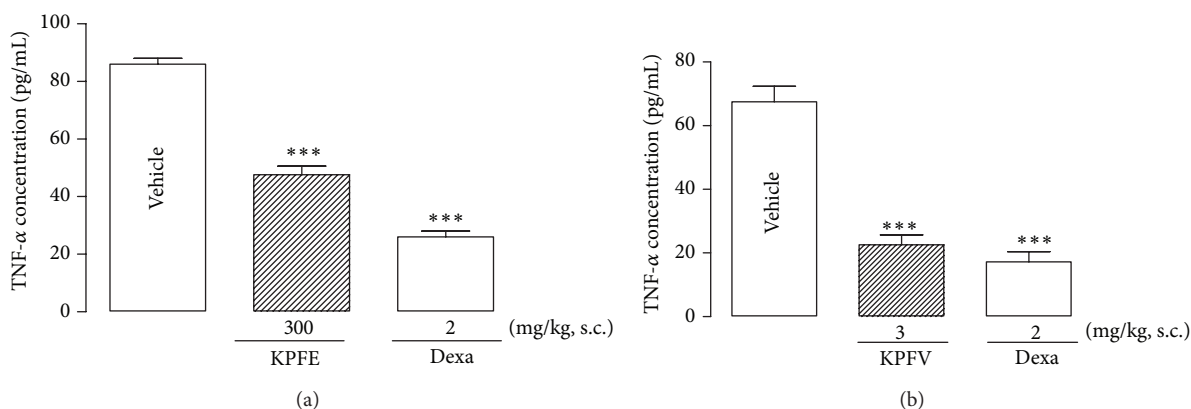 TNF-α concentration (pg/mL)
100
80
60
40
20
0
Vehicle
***
***
300
2
(mg/kg, s.c.)
KPFE
Dexa
(a)
TNF-α concentration (pg/mL)
80
60
40
20
0
Vehicle
***
***
3
2
(mg/kg, s.c.)
KPFV
Dexa
(b)